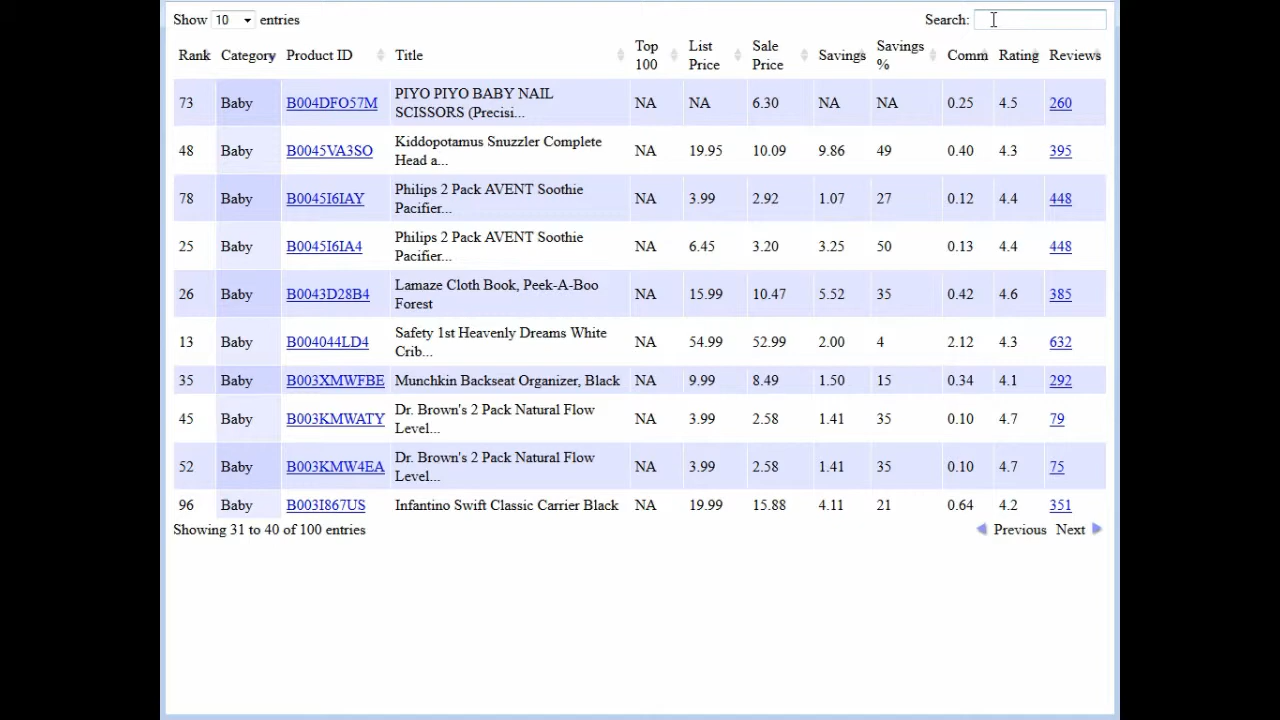 Show 10 entries Search:
Rank Category Product ID Title Top 100 List Price Sale Price Savings Savings % Comm Rating Reviews
73 Baby B004DFO57M PIYO PIYO BABY NAIL SCISSORS (Precisi... NA NA 6.30 NA NA 0.25 4.5 260
48 Baby B0045VA3SO Kiddopotamus Snuzzler Complete Head a... NA 19.95 10.09 9.86 49 0.40 4.3 395
78 Baby B0045I6IAY Philips 2 Pack AVENT Soothie Pacifier... NA 3.99 2.92 1.07 27 0.12 4.4 448
25 Baby B0045I6IA4 Philips 2 Pack AVENT Soothie Pacifier... NA 6.45 3.20 3.25 50 0.13 4.4 448
26 Baby B0043D28B4 Lamaze Cloth Book, Peek-A-Boo Forest NA 15.99 10.47 5.52 35 0.42 4.6 385
13 Baby B004044LD4 Safety 1st Heavenly Dreams White Crib... NA 54.99 52.99 2.00 4 2.12 4.3 632
35 Baby B003XMWFBE Munchkin Backseat Organizer, Black NA 9.99 8.49 1.50 15 0.34 4.1 292
45 Baby B003KMWATY Dr. Brown's 2 Pack Natural Flow Level... NA 3.99 2.58 1.41 35 0.10 4.7 79
52 Baby B003KMW4EA Dr. Brown's 2 Pack Natural Flow Level... NA 3.99 2.58 1.41 35 0.10 4.7 75
96 Baby B003I867US Infantino Swift Classic Carrier Black NA 19.99 15.88 4.11 21 0.64 4.2 351
Showing 31 to 40 of 100 entries Previous Next